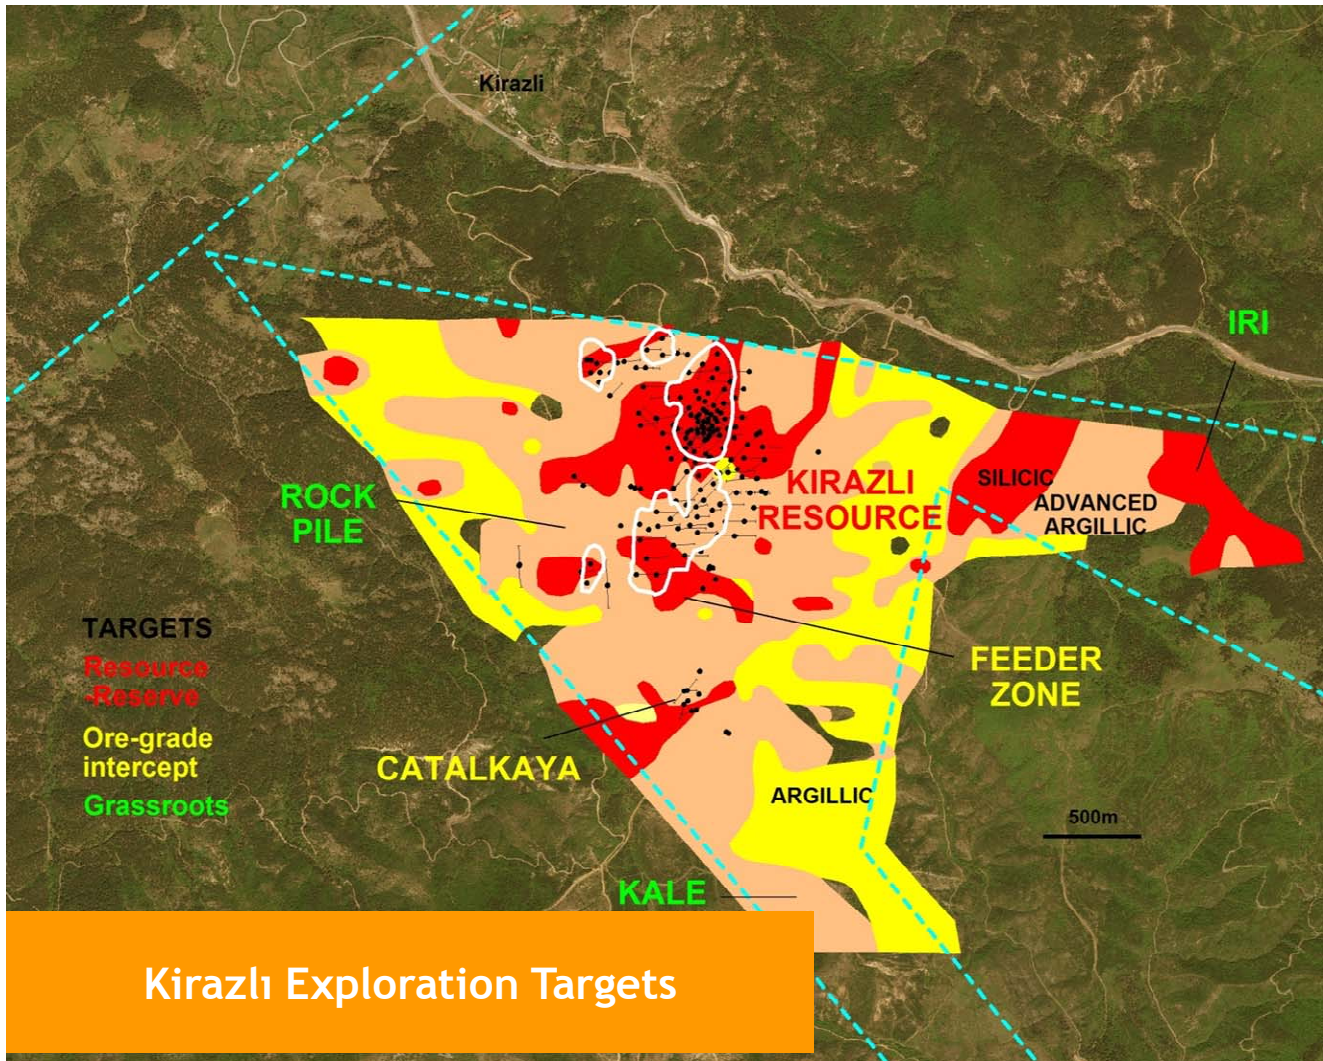 Kirazli
IRI
KIRAZLI
RESOURCE
SILICIC
ADVANCED
ARGILLIC
ROCK
PILE
TARGETS
Resource
-Reserve
Ore-grade
intercept
Grassroots
FEEDER
ZONE
CATALKAYA
ARGILLIC
500m
KALE
Kirazlı Exploration Targets